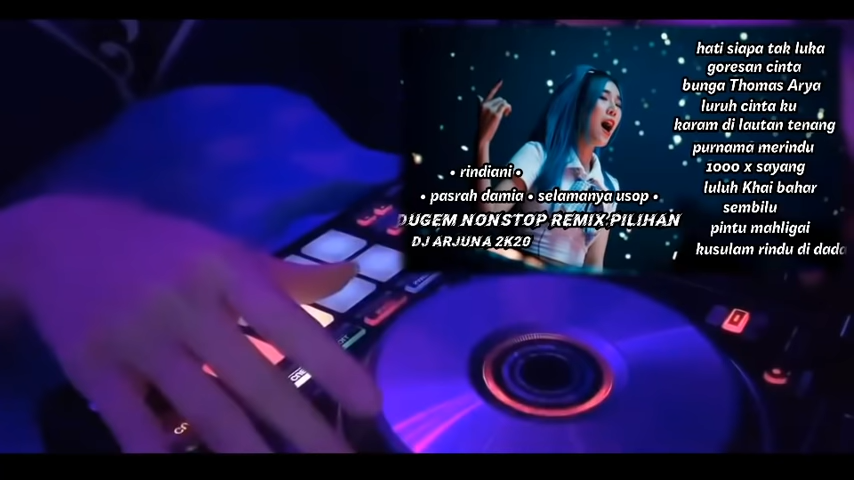 hati siapa tak luka
goresan cinta
bunga Thomas Arya
luruh cinta ku
karam di lautan tenang
purnama merindu
1000 x sayang
luluh Khai bahar
sembilu
pintu mahligai
kusulam rindu di dada
• rindiani •
• pasrah damia • selamanya usop •
DUGEM NONSTOP REMIX PILIHAN
DJ ARJUNA 2K20